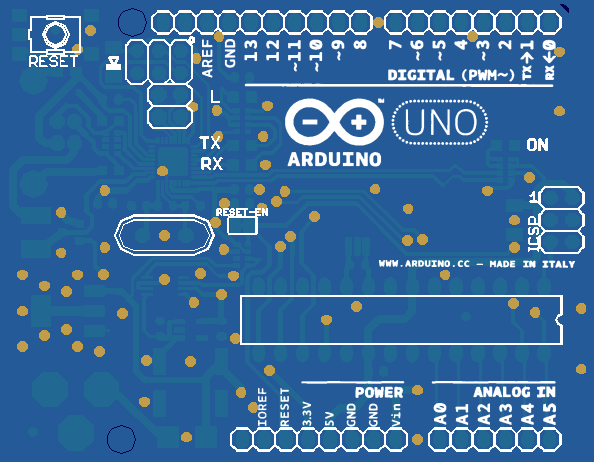 RESET
AREF
GND
13
12
~11
~10
~9
8
7
~6
~5
4
~3
2
TX→1
RX←0
DIGITAL (PWM~)
L
TX
RX
UNO
ARDUINO
™
ON
RESET-EN
ICSP
1
WWW.ARDUINO.CC - MADE IN ITALY
POWER
ANALOG IN
IOREF
RESET
3.3V
5V
GND
GND
Vin
A0
A1
A2
A3
A4
A5